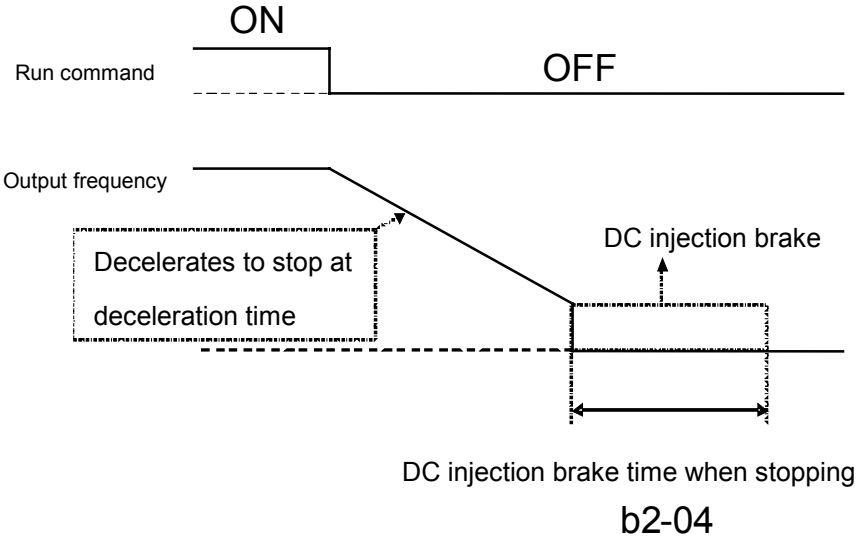 ON
Run command
OFF
Output frequency
DC injection brake
Decelerates to stop at
deceleration time
DC injection brake time when stopping
b2-04